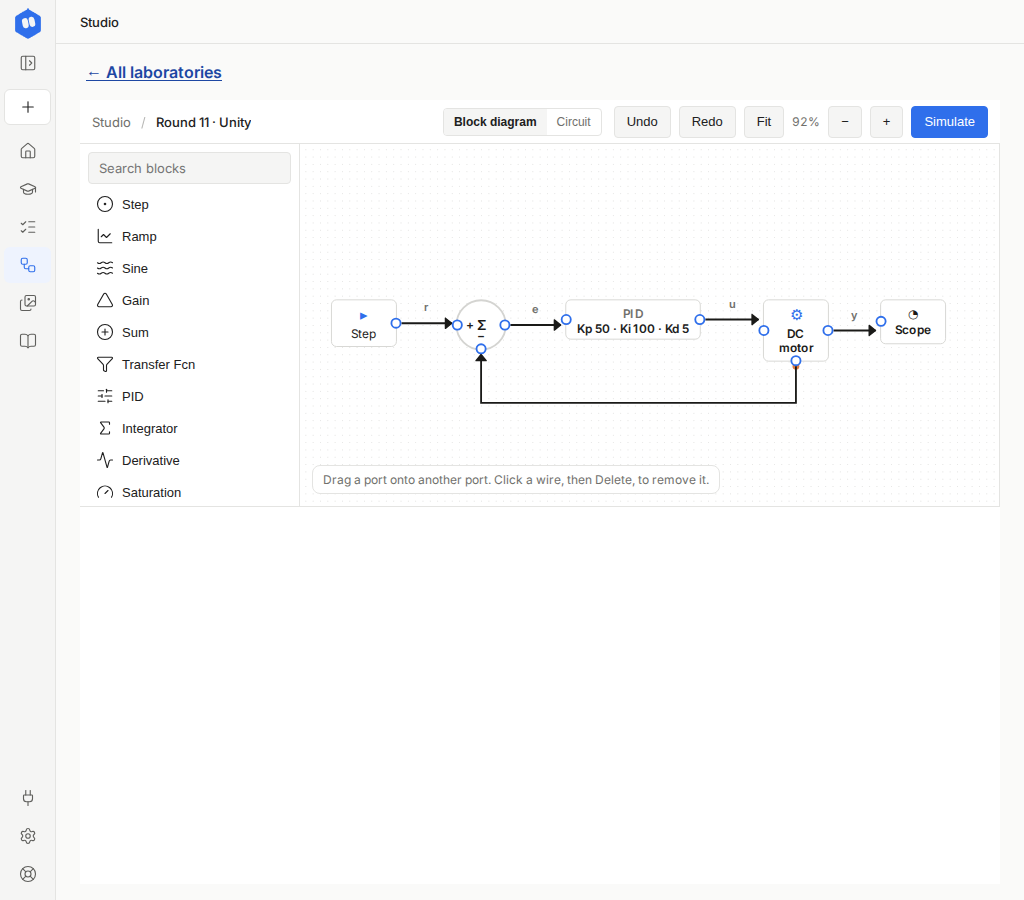 Studio
← All laboratories
Studio / Round 11 · Unity
Block diagram
Circuit
Undo
Redo
Fit
92%
−
+
Simulate
Search blocks
Step
Ramp
Sine
Gain
Sum
Transfer Fcn
PID
Integrator
Derivative
Saturation
Step
r
+ Σ
−
e
PID
Kp 50 · Ki 100 · Kd 5
u
DC
motor
y
Scope
Drag a port onto another port. Click a wire, then Delete, to remove it.